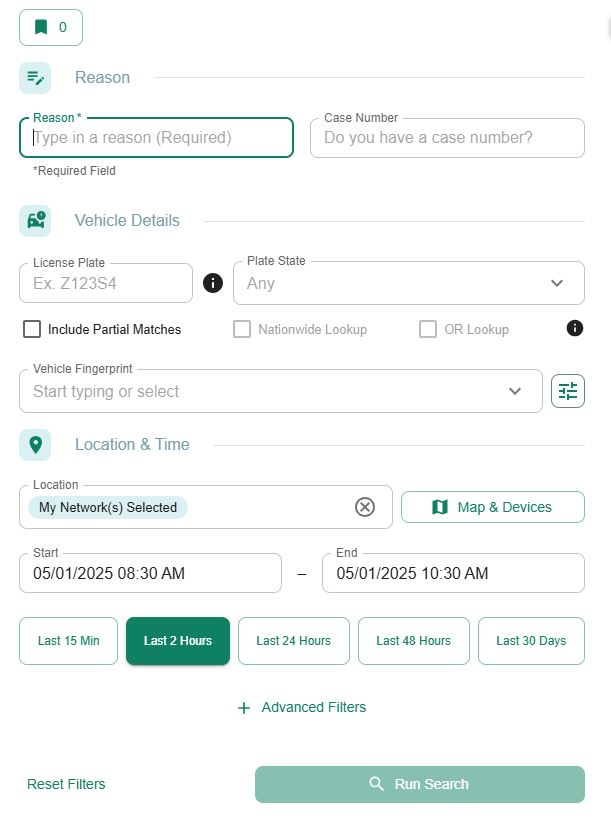 0
Reason
Reason *
Case Number
Type in a reason (Required)
Do you have a case number?
*Required Field
Vehicle Details
License Plate
Plate State
Ex. Z123S4
Any
Include Partial Matches
Nationwide Lookup
OR Lookup
Vehicle Fingerprint
Start typing or select
Location & Time
Location
My Network(s) Selected
Map & Devices
Start
End
05/01/2025 08:30 AM
–
05/01/2025 10:30 AM
Last 15 Min
Last 2 Hours
Last 24 Hours
Last 48 Hours
Last 30 Days
+ Advanced Filters
Reset Filters
Run Search